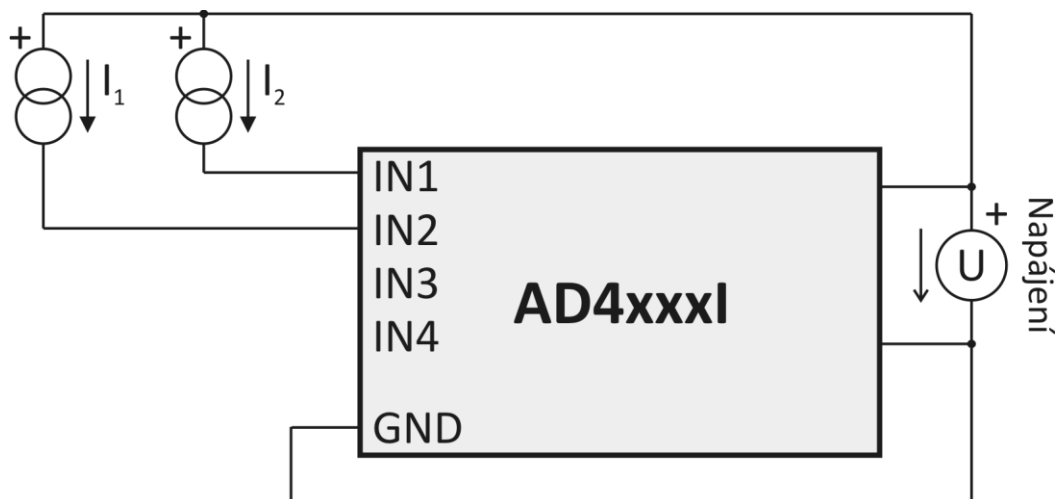 +
+
I₁
I₂
IN1
IN2
IN3
IN4
GND
AD4xxxI
+
U
Napájení